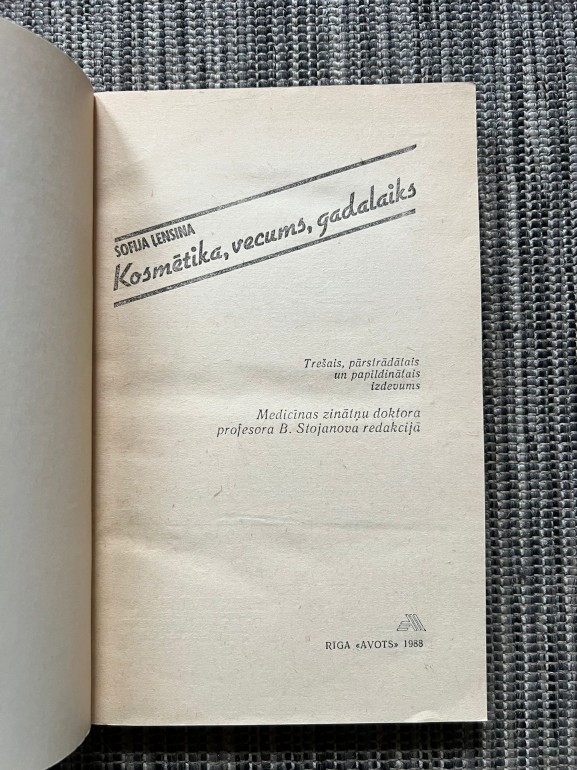 SOFIJA ĻENSINA
Kosmētika, vecums, gadalaiks
Trešais, pārstrādātais
un papildinātais
izdevums
Medicīnas zinātņu doktora
profesora B. Stojanova redakcijā
RĪGA «AVOTS» 1988